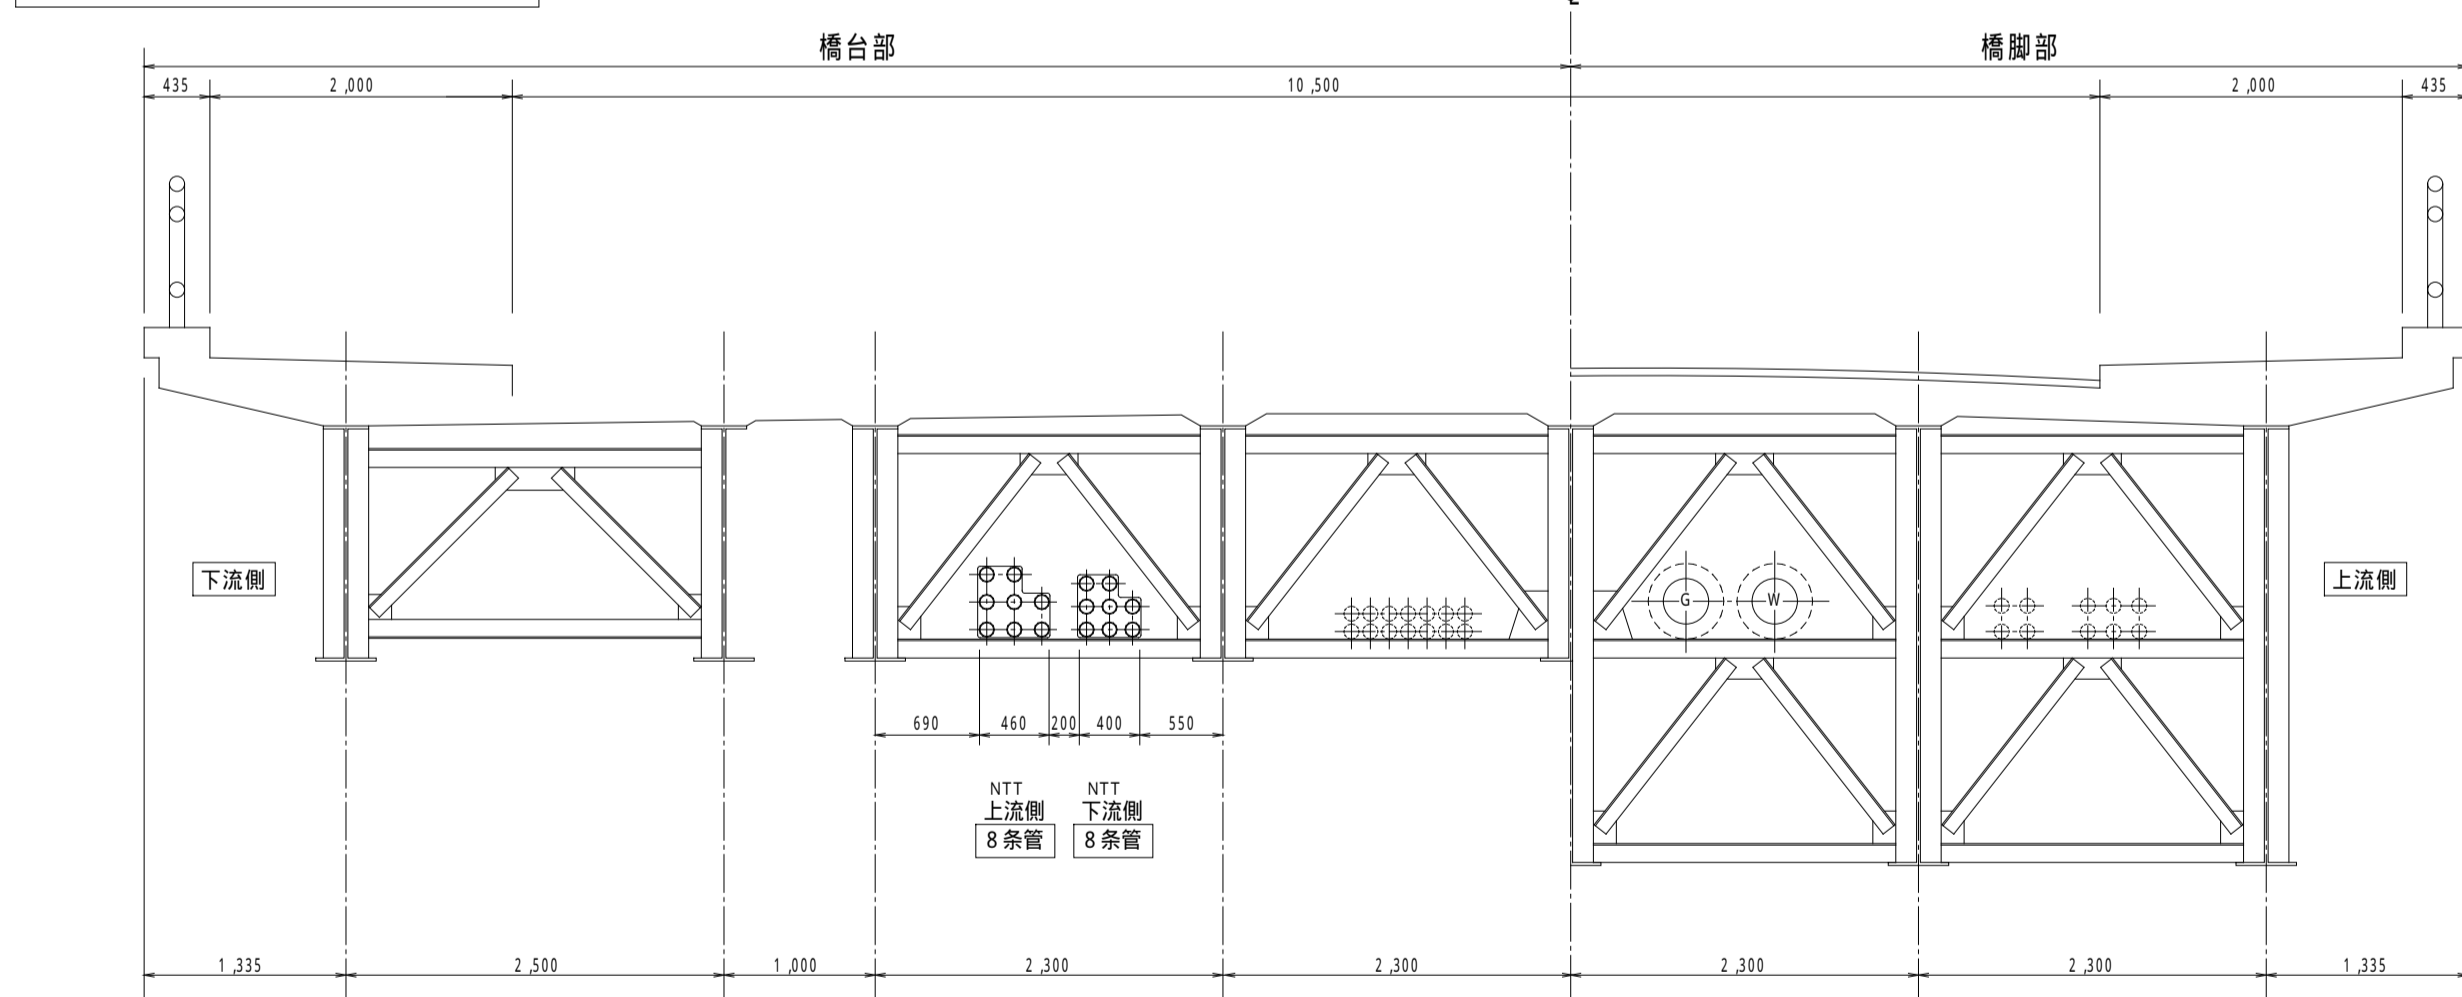 橋台部 橋脚部
435 2,000 10,500 2,000 435
下流側 上流側
G W
690 460 200 400 550
NTT NTT
上流側 下流側
8条管 8条管
1,335 2,500 1,000 2,300 2,300 2,300 2,300 1,335